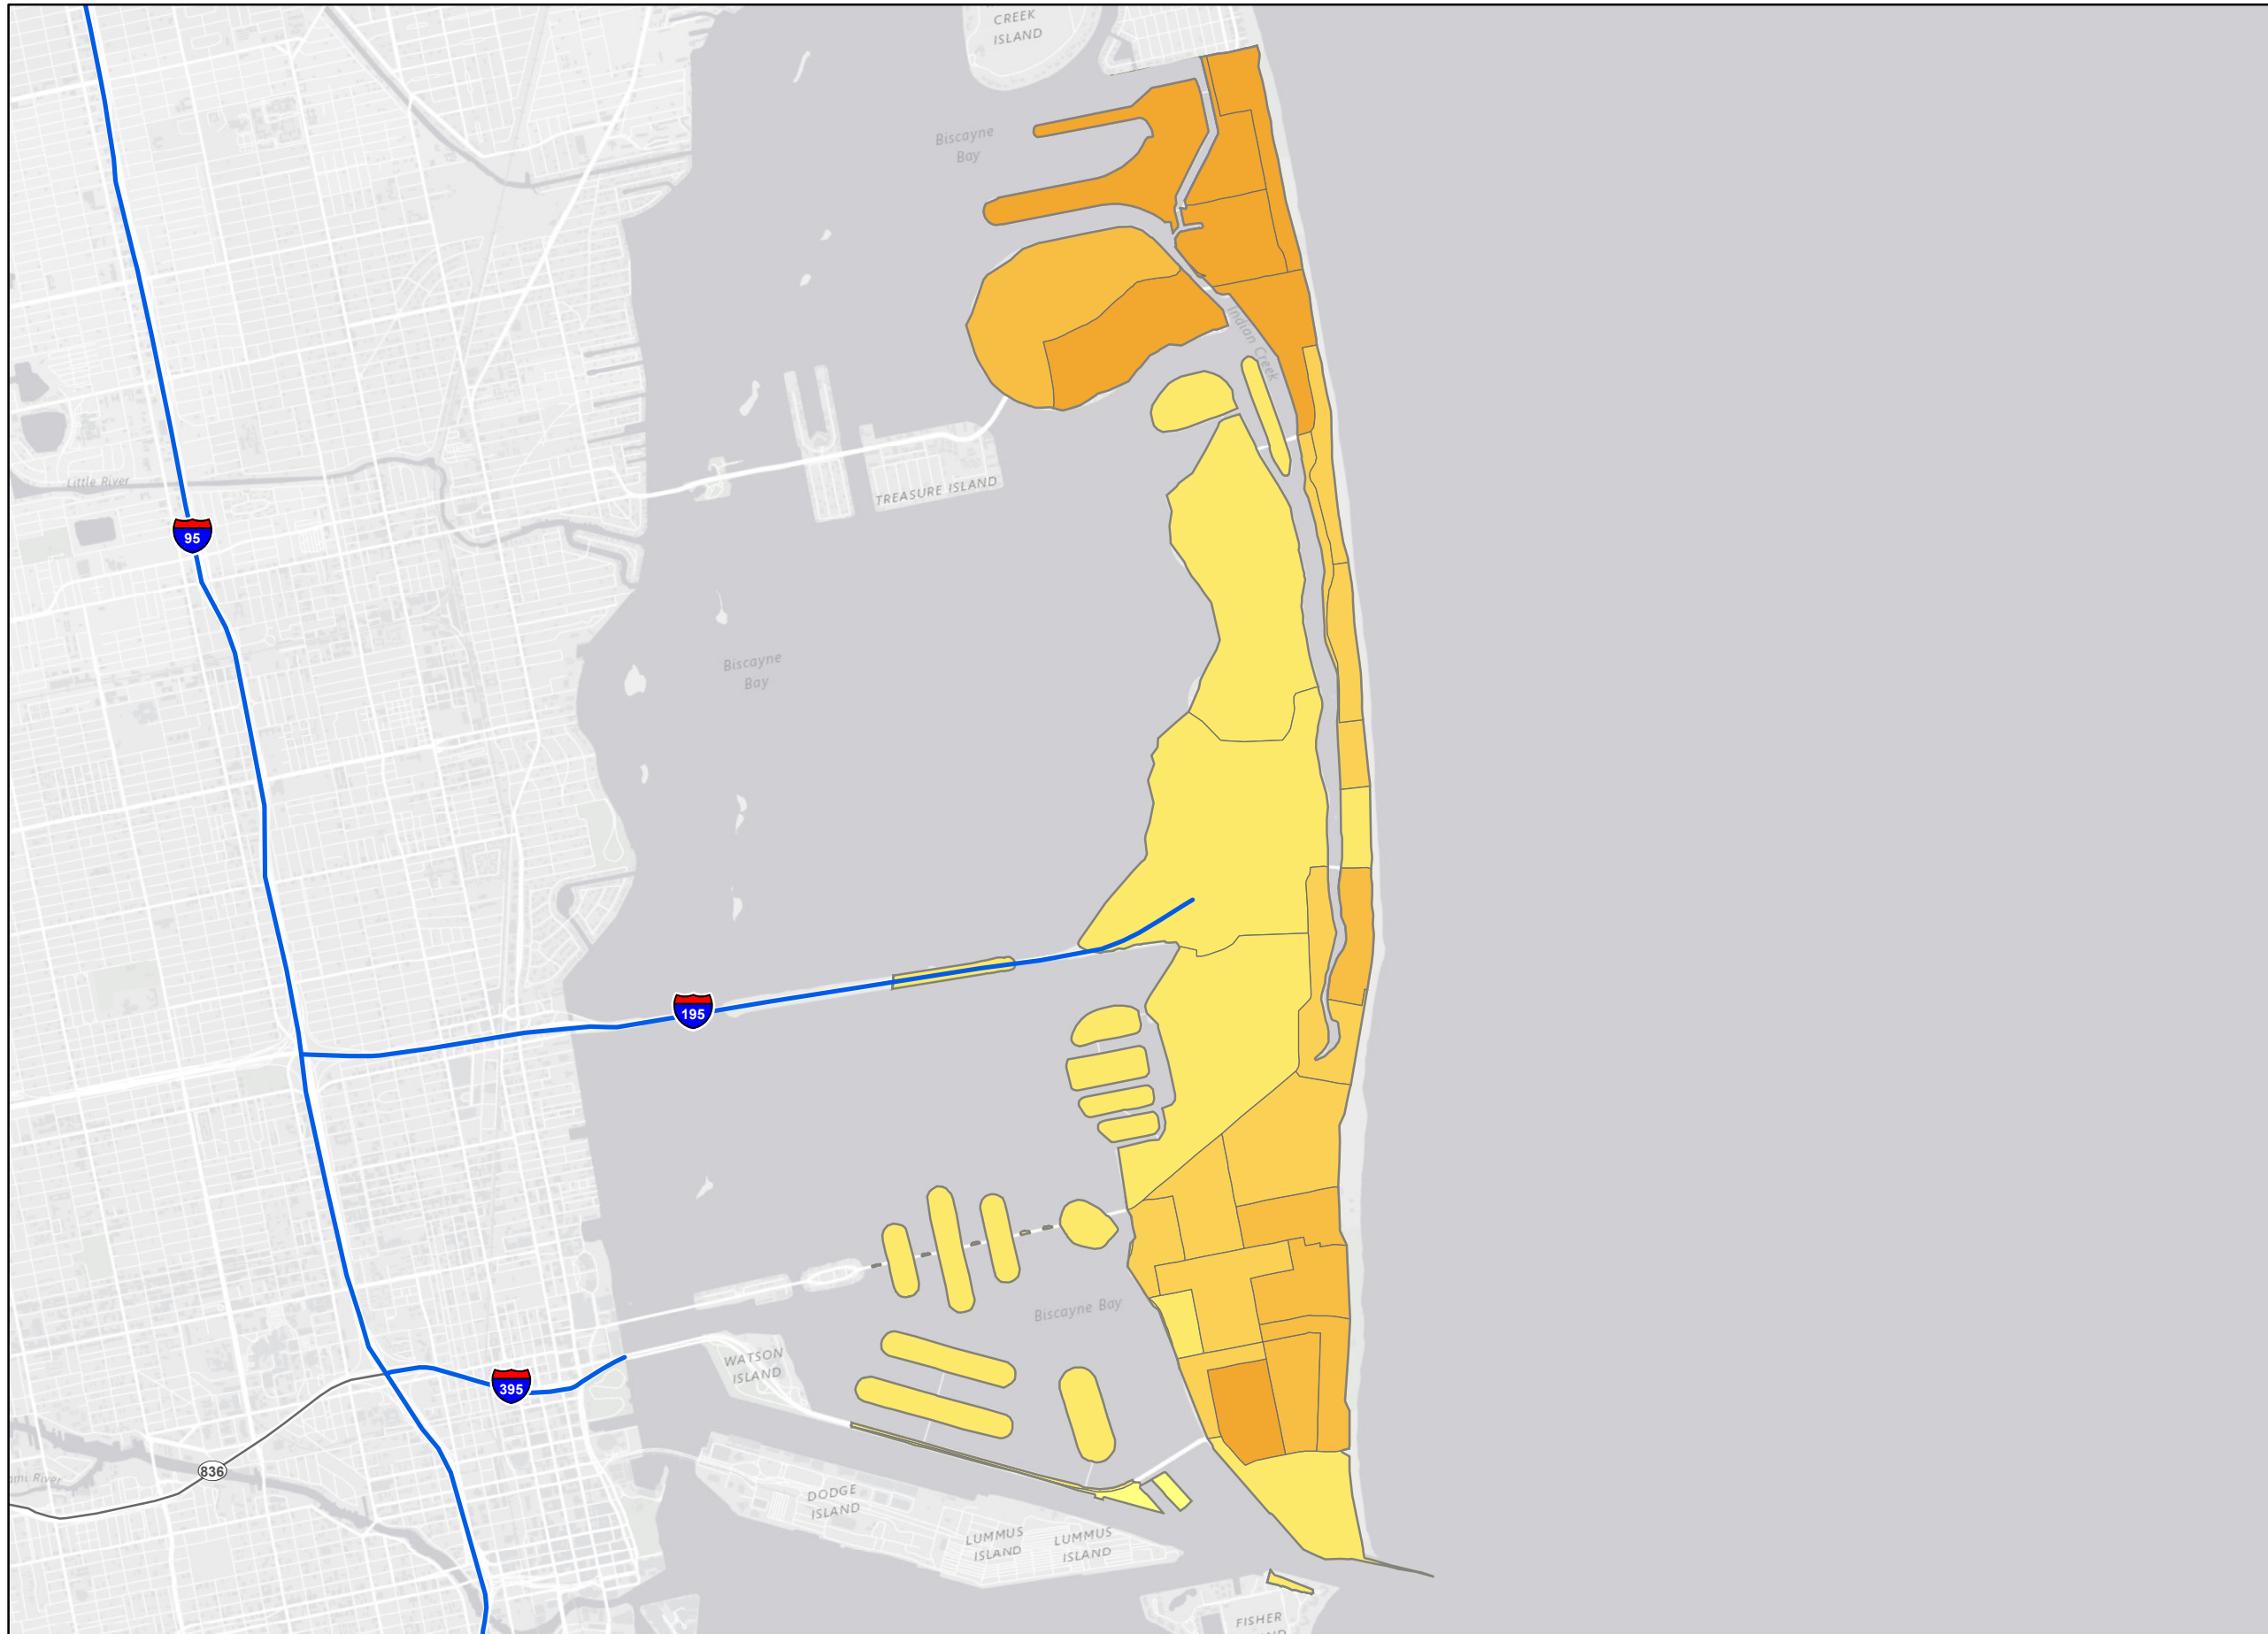 CREEK
ISLAND
Biscayne
Bay
Indian Creek
Little River
TREASURE ISLAND
95
Biscayne
Bay
195
Biscayne Bay
WATSON
ISLAND
395
836
DODGE
ISLAND
LUMMUS
ISLAND
LUMMUS
ISLAND
River
FISHER